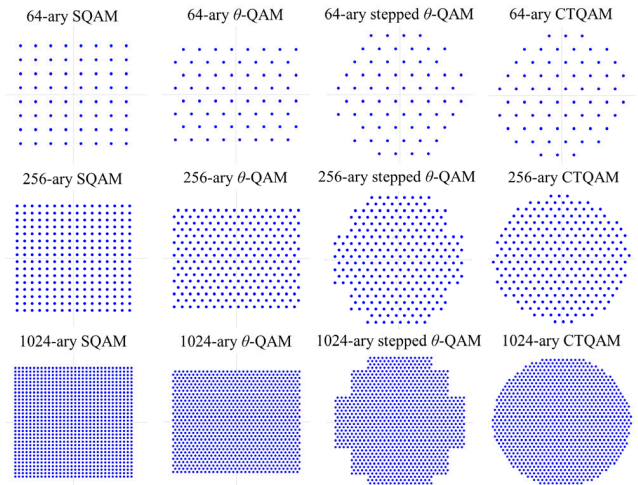 64-ary SQAM
64-ary θ-QAM
64-ary stepped θ-QAM
64-ary CTQAM
256-ary SQAM
256-ary θ-QAM
256-ary stepped θ-QAM
256-ary CTQAM
1024-ary SQAM
1024-ary θ-QAM
1024-ary stepped θ-QAM
1024-ary CTQAM